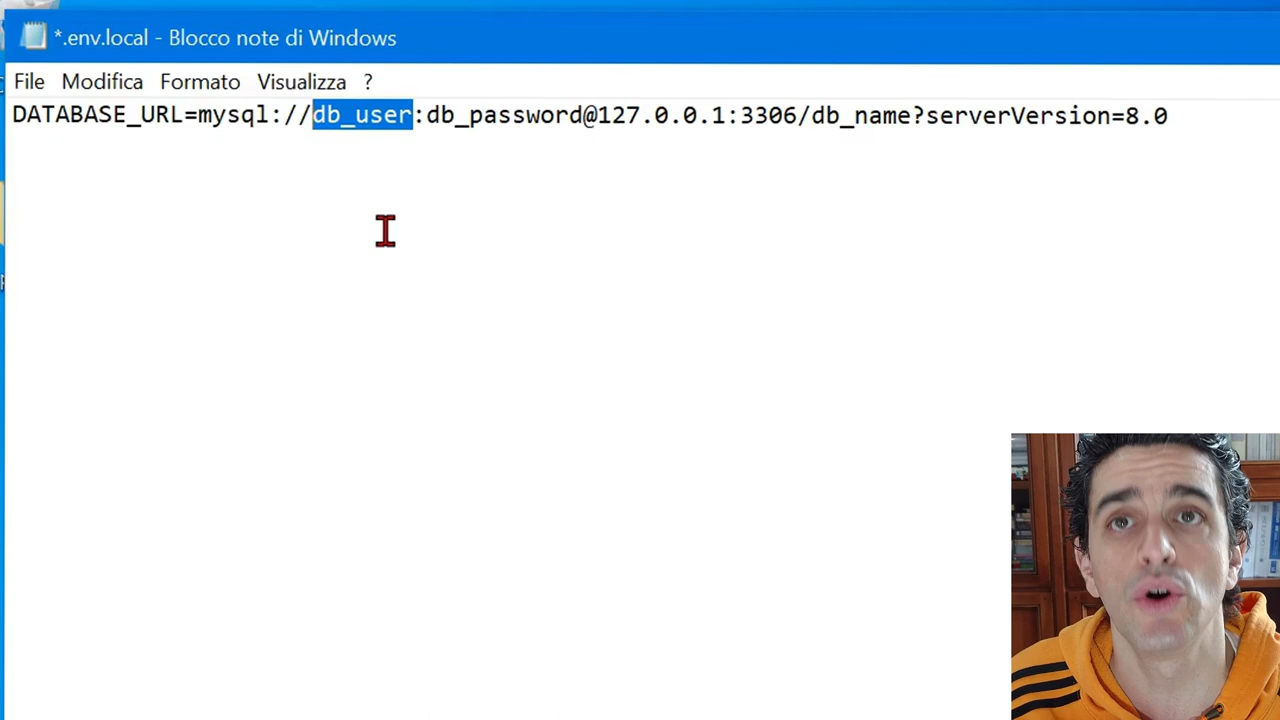 *.env.local - Blocco note di Windows
File Modifica Formato Visualizza ?
DATABASE_URL=mysql://db_user:db_password@127.0.0.1:3306/db_name?serverVersion=8.0